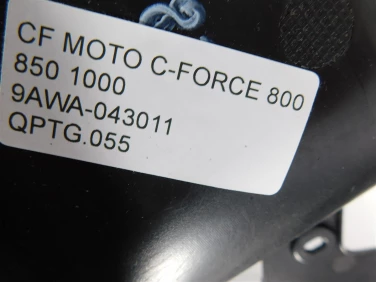 CF MOTO C-FORCE 800
850 1000
9AWA-043011
QPTG.055